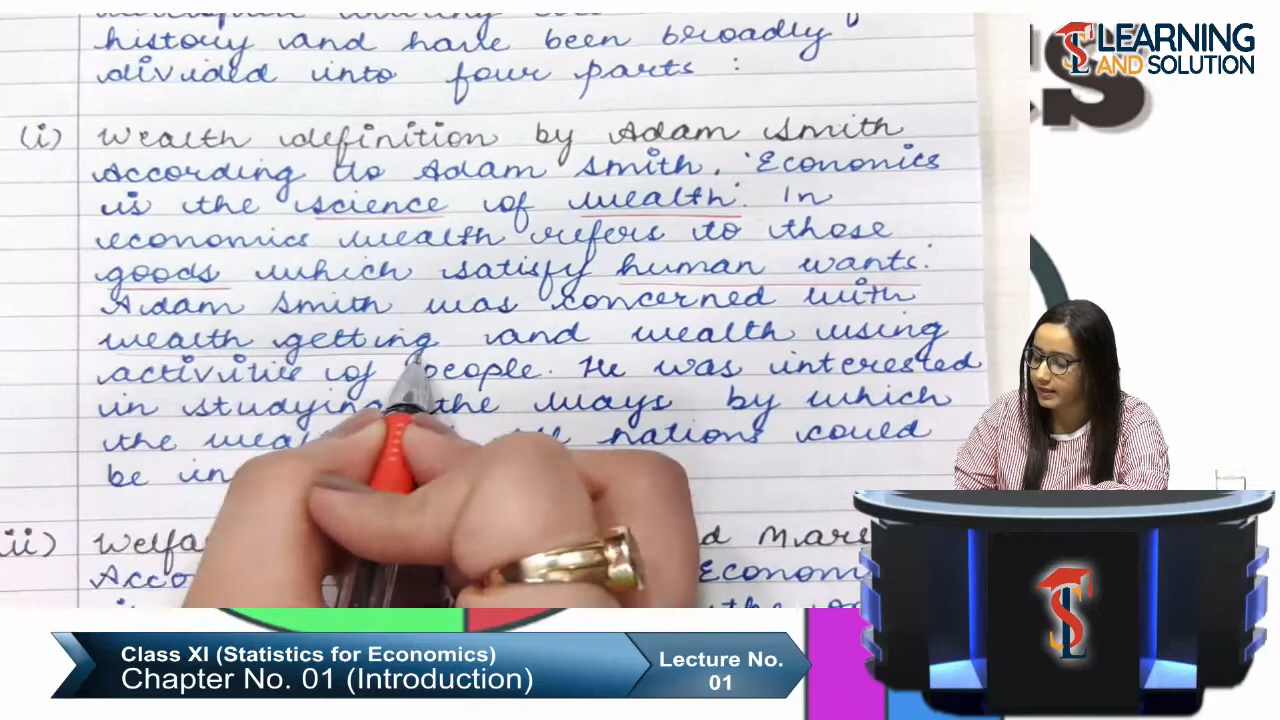 history and have been broadly
divided into four parts :
(i) Wealth definition by Adam Smith
According to Adam Smith, 'Economics
is the science of wealth'. In
economics wealth refers to those
goods which satisfy human wants.
Adam Smith was concerned with
wealth getting and wealth using
activities of people. He was interested
in studying the ways by which
the nations could
be in
ii)
Economi
LEARNING
AND SOLUTION
Class XI (Statistics for Economics)
Chapter No. 01 (Introduction)
Lecture No.
01